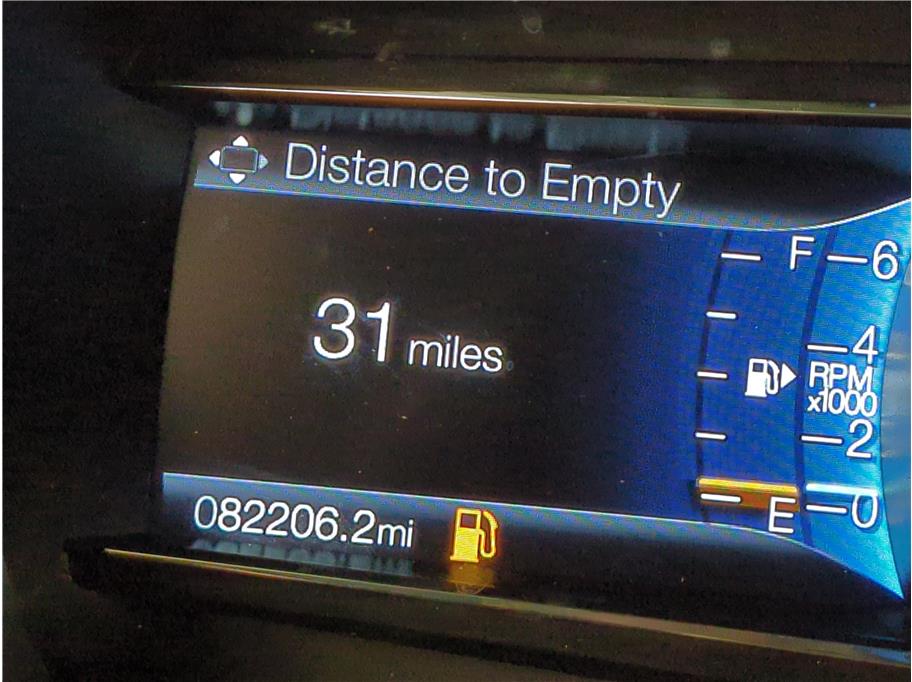 Distance to Empty
31 miles
F
6
4
RPM
x1000
2
E
0
082206.2mi